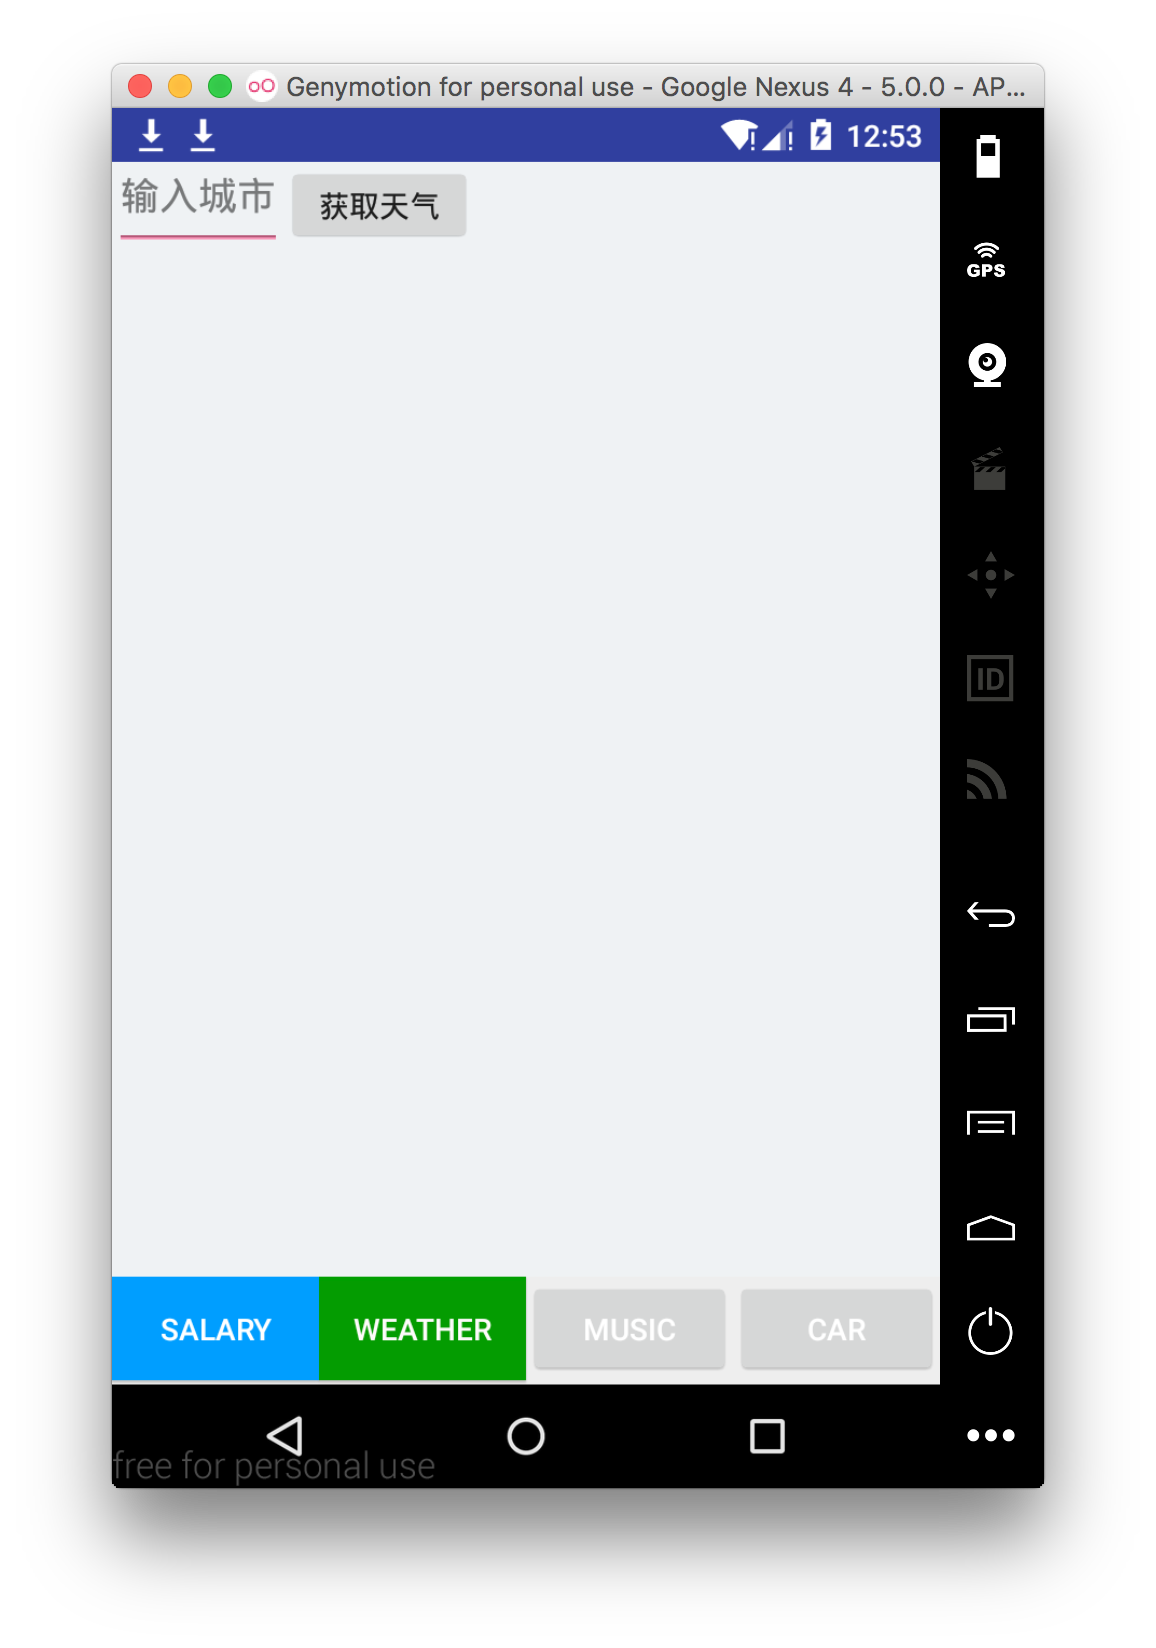 Genymotion for personal use - Google Nexus 4 - 5.0.0 - AP...
12:53
输入城市 获取天气
GPS
ID
SALARY WEATHER MUSIC CAR
free for personal use